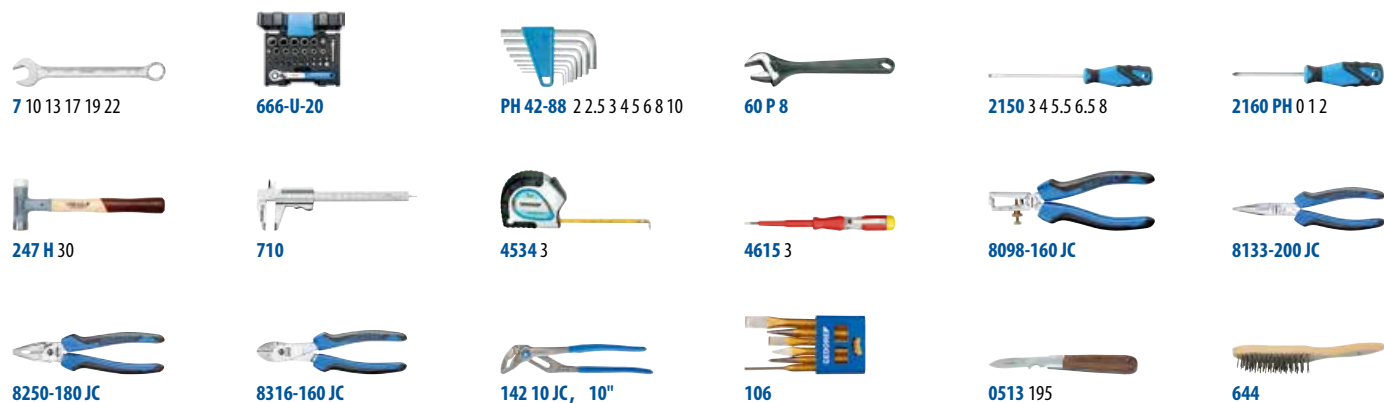 7 10 13 17 19 22
666-U-20
PH 42-88 2 2.5 3 4 5 6 8 10
60 P 8
2150 3 4 5.5 6.5 8
2160 PH 0 1 2
247 H 30
710
4534 3
4615 3
8098-160 JC
8133-200 JC
GEDORE
8250-180 JC
8316-160 JC
142 10 JC, 10"
106
0513 195
644